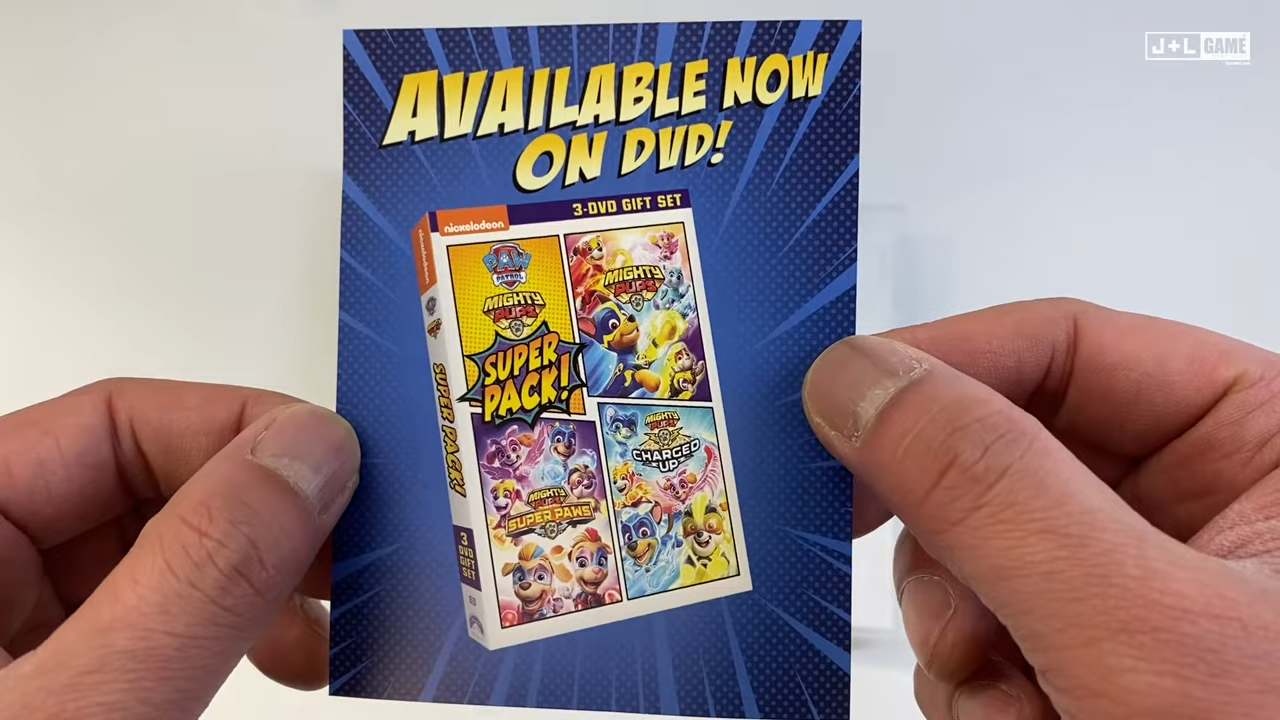 J+L GAME
AVAILABLE NOW
ON DVD!
3-DVD GIFT SET
nickelodeon
nickelodeon
PAW
PATROL
MIGHTY
PUPS
SUPER
PACK!
MIGHTY
PUPS
MIGHTY
PUPS
SUPER PAWS
MIGHTY
PUPS
CHARGED
UP
SUPER PACK!
3
DVD
GIFT
SET